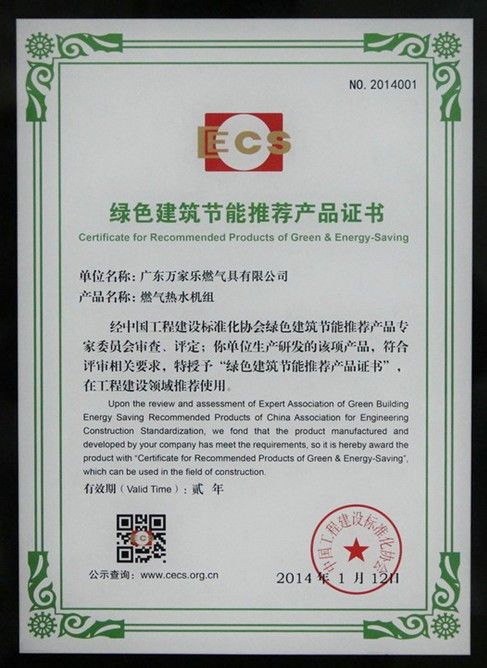 NO. 2014001
ECS
绿色建筑节能推荐产品证书
Certificate for Recommended Products of Green & Energy-Saving
单位名称：广东万家乐燃气具有限公司
产品名称：燃气热水机组
经中国工程建设标准化协会绿色建筑节能推荐产品专
家委员会审查、评定；你单位生产研发的该项产品，符合
评审相关要求，特授予“绿色建筑节能推荐产品证书”，
在工程建设领域推荐使用。
Upon the review and assessment of Expert Association of Green Building
Energy Saving Recommended Products of China Association for Engineering
Construction Standardization, we fond that the product manufactured and
developed by your company has meet the requirements, so it is hereby award the
product with “Certificate for Recommended Products of Green & Energy-Saving”,
which can be used in the field of construction.
有效期（Valid Time）：贰 年
中国工程建设标准化协会
公示查询：www.cecs.org.cn
2014 年 1 月 12日